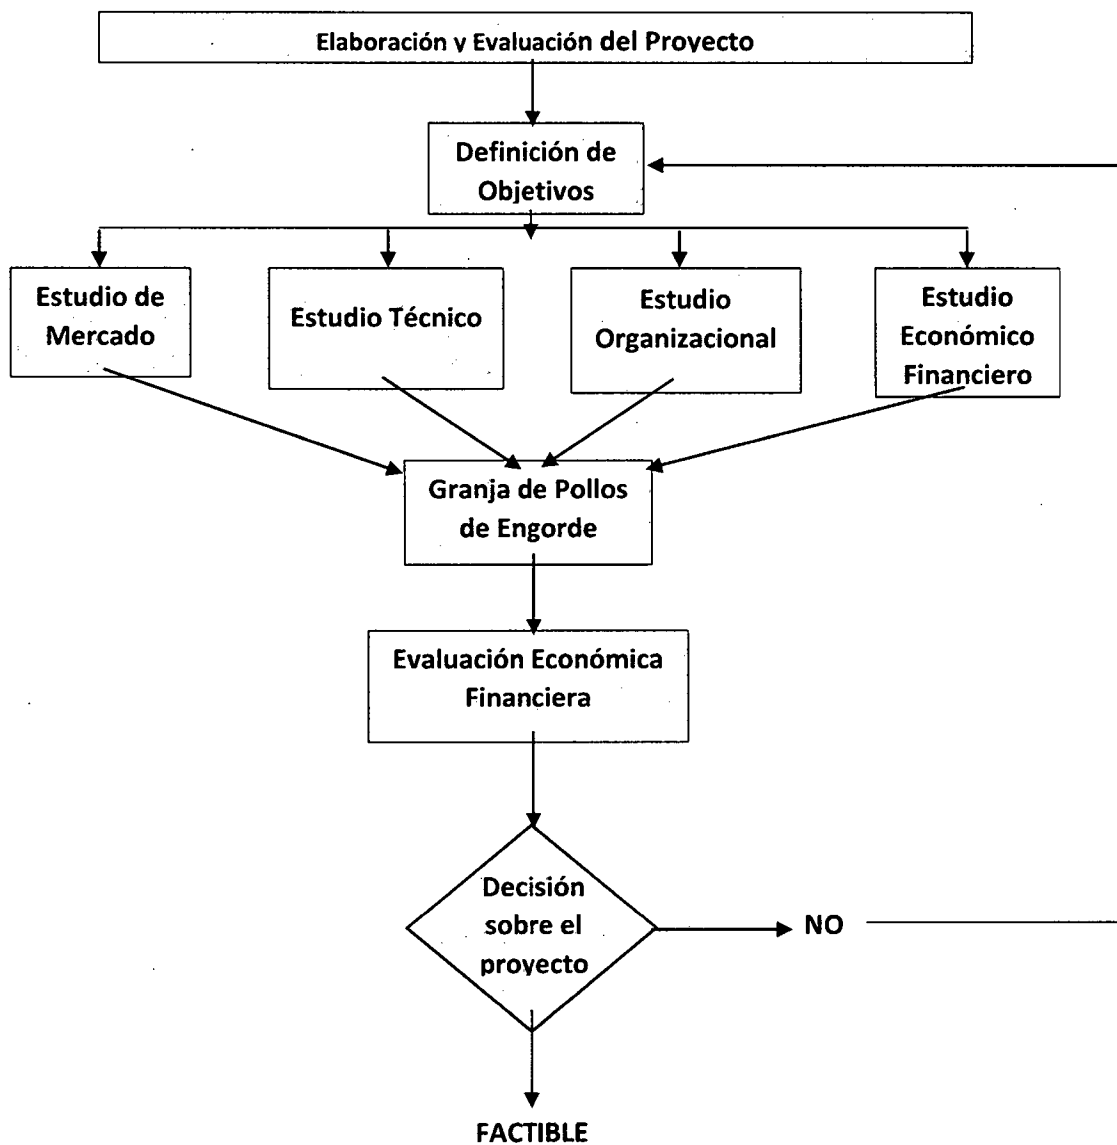 Elaboración y Evaluación del Proyecto
Definición de
Objetivos
Estudio de
Mercado
Estudio Técnico
Estudio
Organizacional
Estudio
Económico
Financiero
Granja de Pollos
de Engorde
Evaluación Económica
Financiera
Decisión
sobre el
proyecto
NO
FACTIBLE